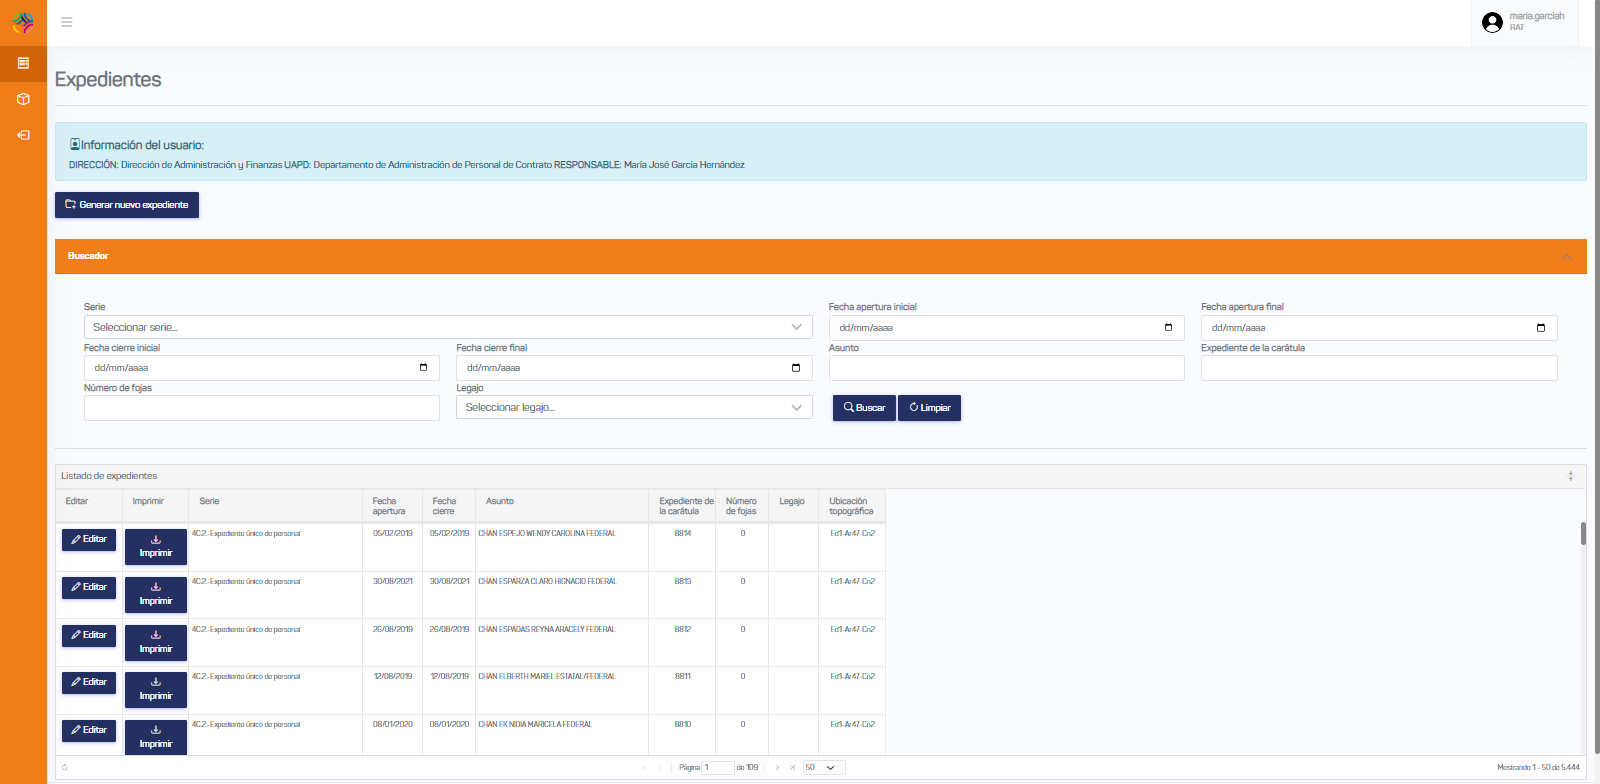 maria.garciah
RAT
Expedientes
Información del usuario:
DIRECCIÓN: Dirección de Administración y Finanzas UAPD: Departamento de Administración de Personal de Contrato RESPONSABLE: María José García Hernández
Generar nuevo expediente
Buscador
Serie
Fecha apertura inicial
Fecha apertura final
Seleccionar serie...
dd/mm/aaaa
dd/mm/aaaa
Fecha cierre inicial
Fecha cierre final
Asunto
Expediente de la carátula
dd/mm/aaaa
dd/mm/aaaa
Número de fojas
Legajo
Seleccionar legajo...
Buscar
Limpiar
Listado de expedientes
Editar Imprimir Serie Fecha apertura Fecha cierre Asunto Expediente de la carátula Número de fojas Legajo Ubicación topográfica
Editar Imprimir 4C.2.-Expediente único de personal 05/02/2019 05/02/2019 CHAN ESPEJO WENDY CAROLINA FEDERAL 8814 0 Ed1-Ar47-Cn2
Editar Imprimir 4C.2.-Expediente único de personal 30/08/2021 30/08/2021 CHAN ESPARZA CLARO HIGNACIO FEDERAL 8813 0 Ed1-Ar47-Cn2
Editar Imprimir 4C.2.-Expediente único de personal 26/08/2019 26/08/2019 CHAN ESPADAS REYNA ARACELY FEDERAL 8812 0 Ed1-Ar47-Cn2
Editar Imprimir 4C.2.-Expediente único de personal 12/08/2019 12/08/2019 CHAN ELBERTH MARIEL ESTATAL/FEDERAL 8811 0 Ed1-Ar47-Cn2
Editar Imprimir 4C.2.-Expediente único de personal 08/01/2020 08/01/2020 CHAN EK NIDIA MARICELA FEDERAL 8810 0 Ed1-Ar47-Cn2
Página 1 de 109 50 Mostrando 1 - 50 de 5.444